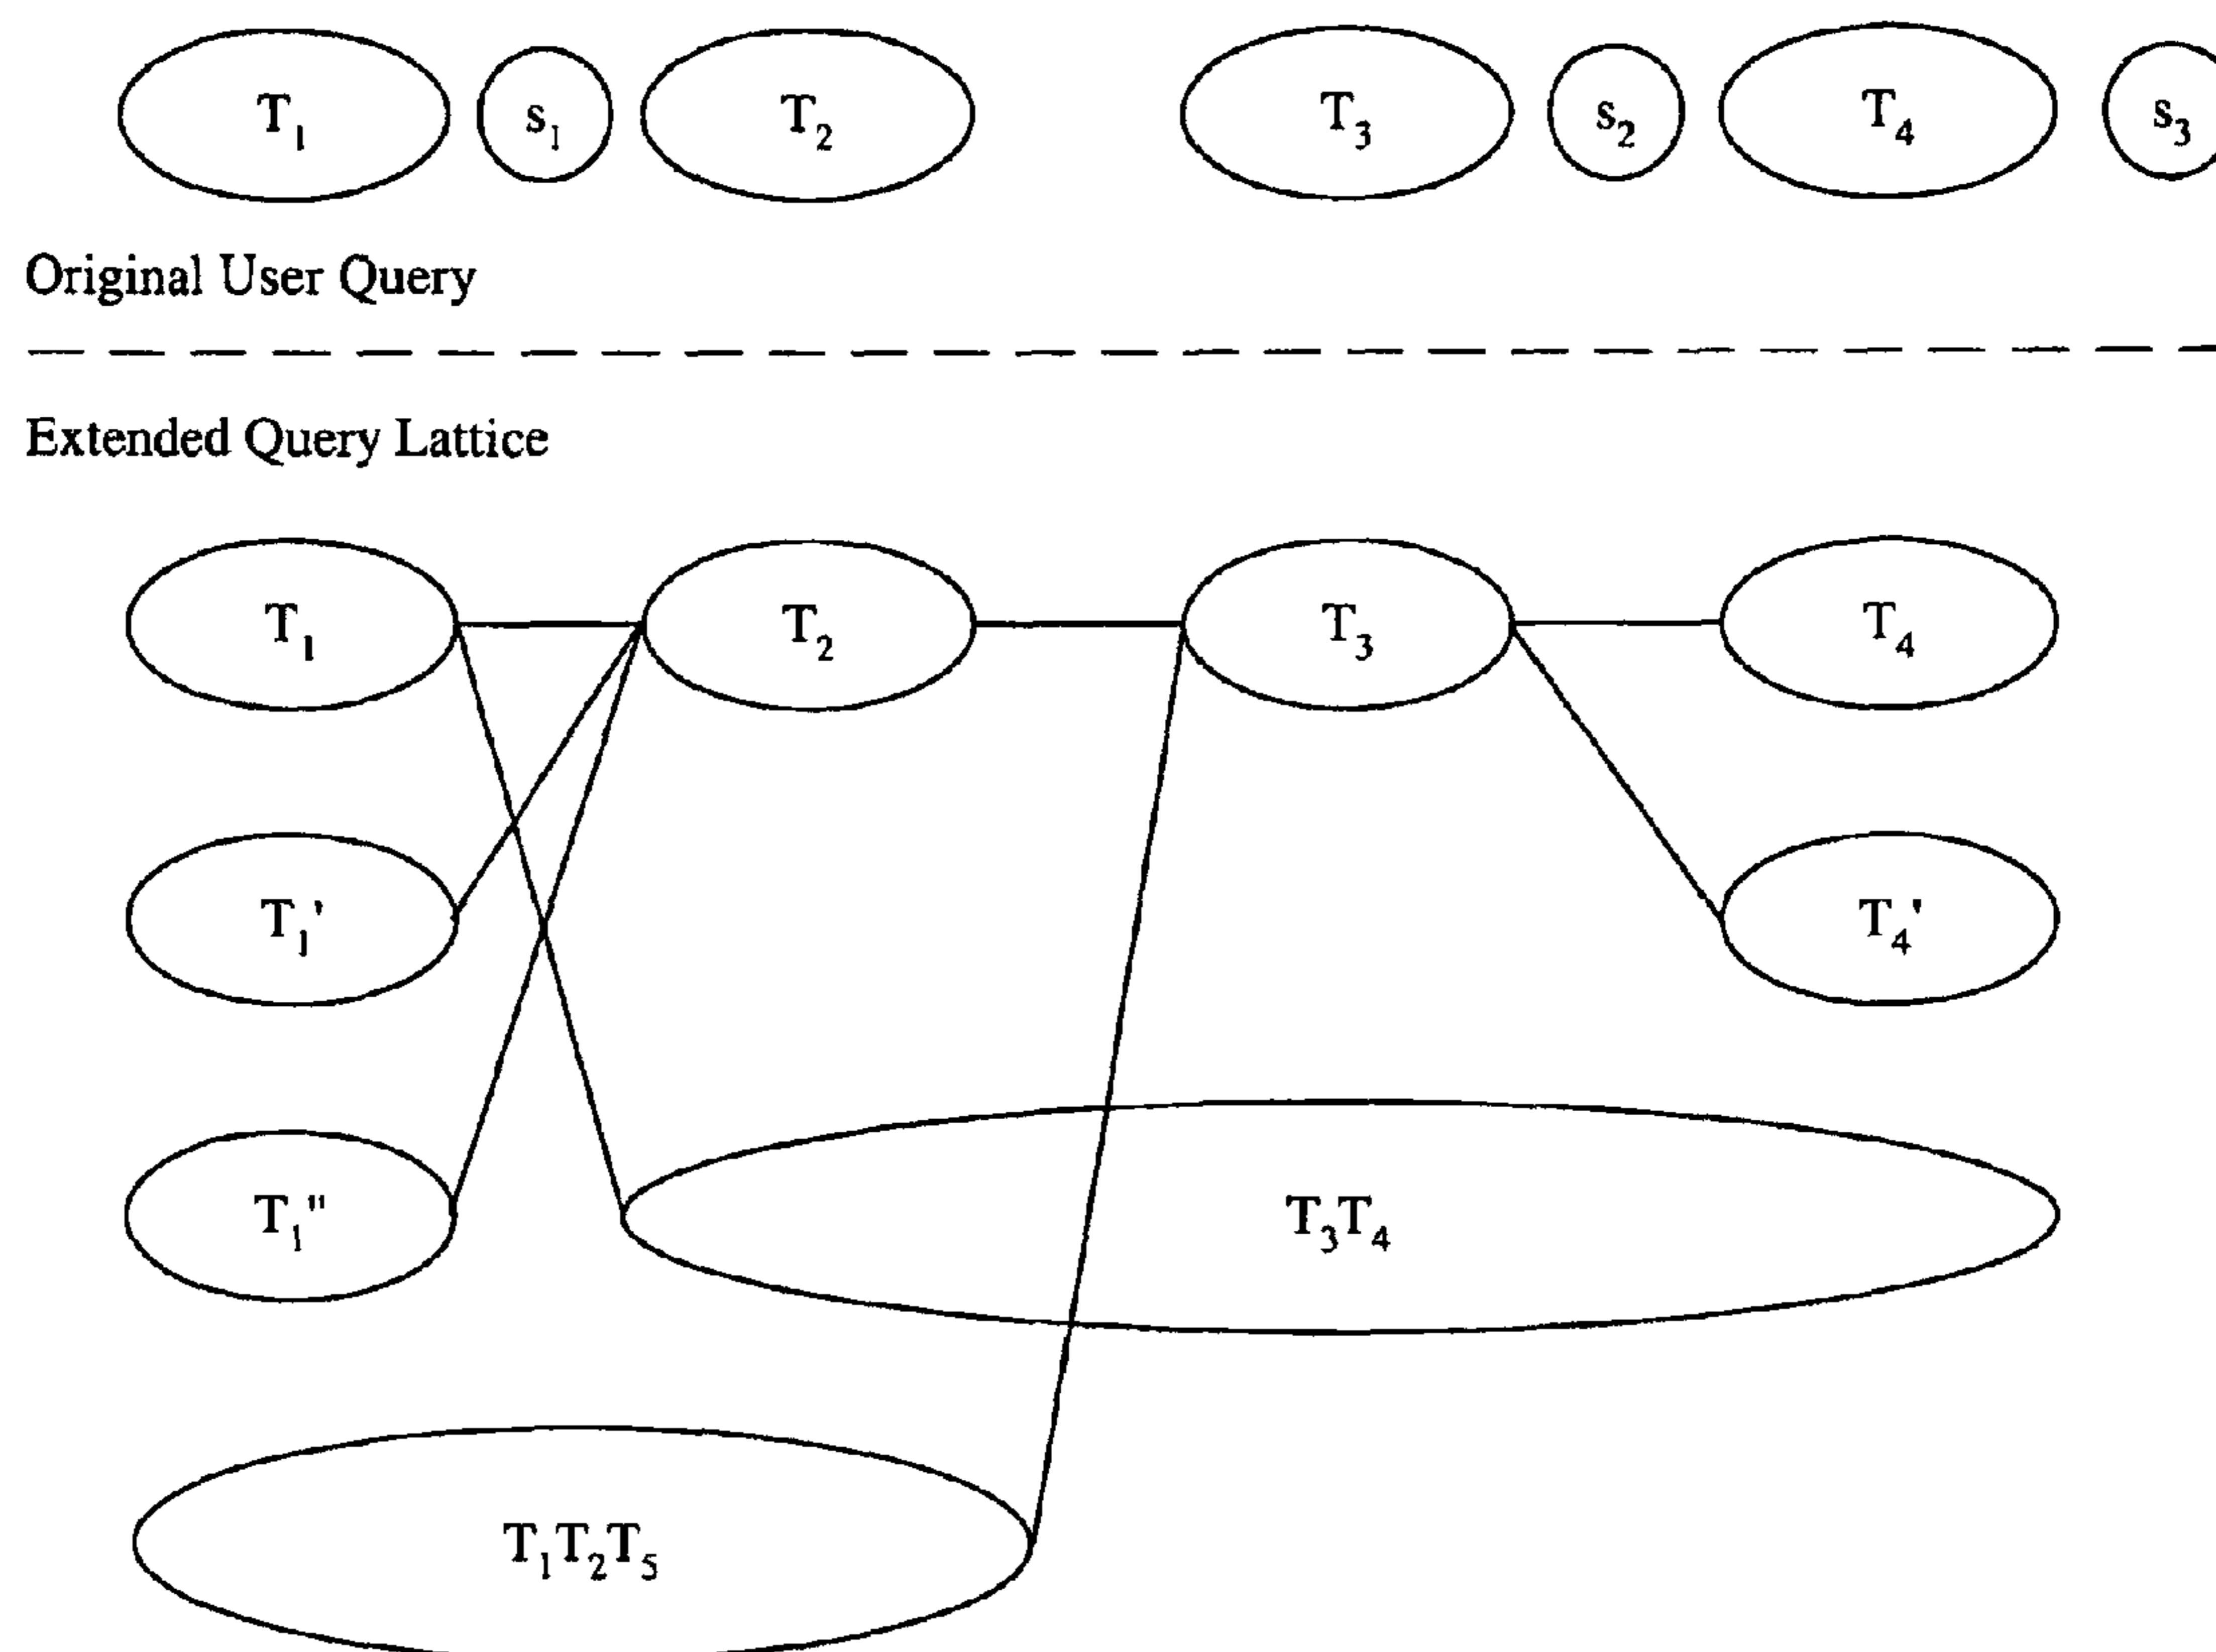 T₁ s₁ T₂ T₃ s₂ T₄ s₃
Original User Query
Extended Query Lattice
T₁ T₂ T₃ T₄
T₁' T₄'
T₁" T₃T₄
T₁T₂T₅